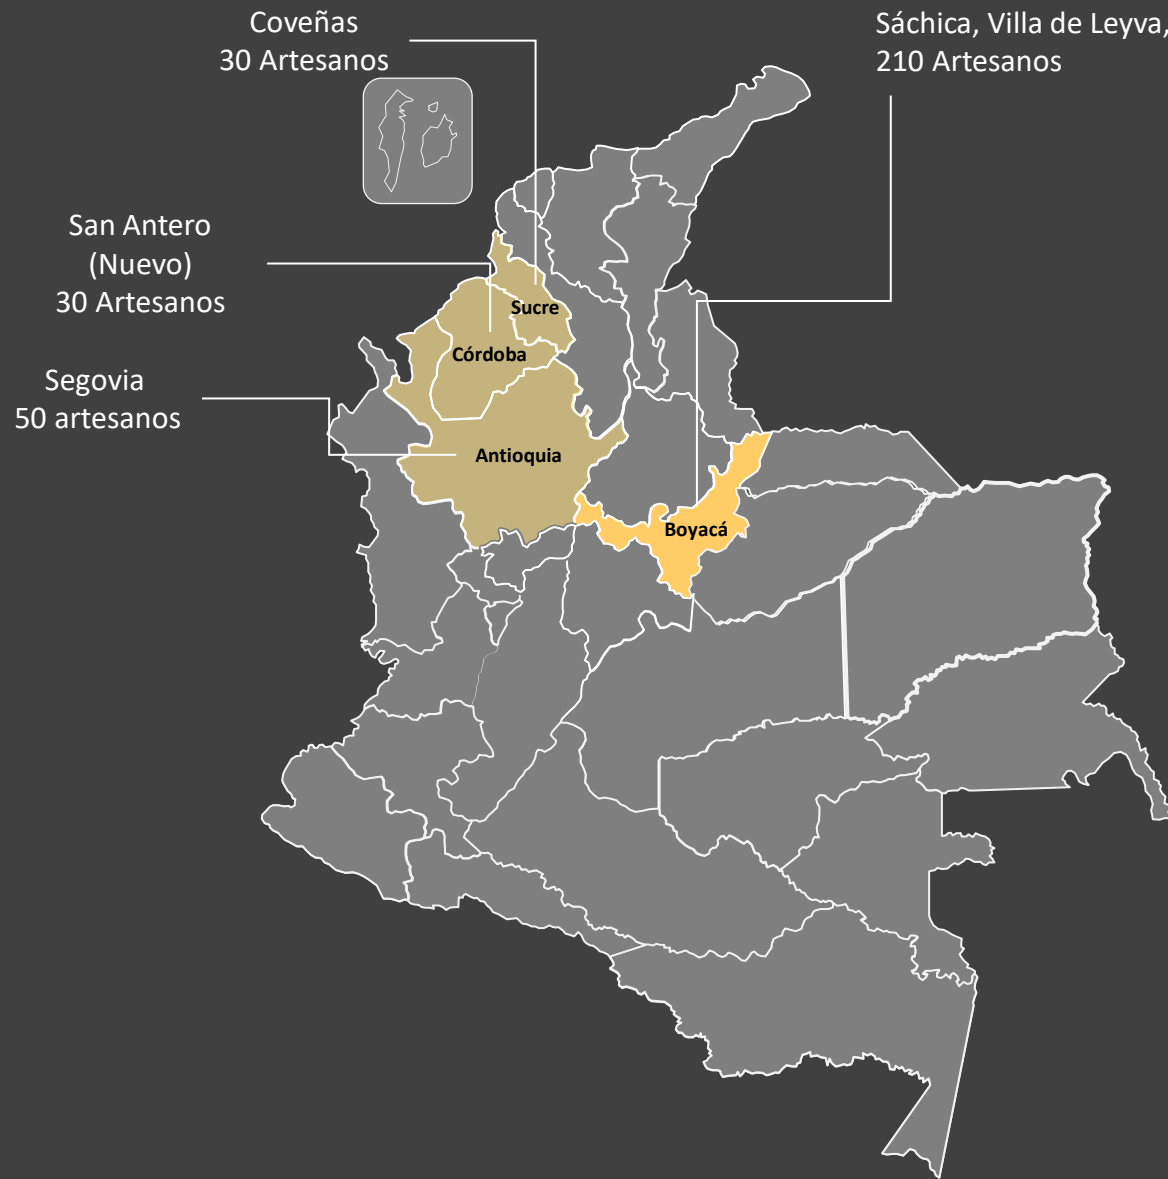 Coveñas
30 Artesanos
Sáchica, Villa de Leyva,
210 Artesanos
San Antero
(Nuevo)
30 Artesanos
Segovia
50 artesanos
Sucre
Córdoba
Antioquia
Boyacá